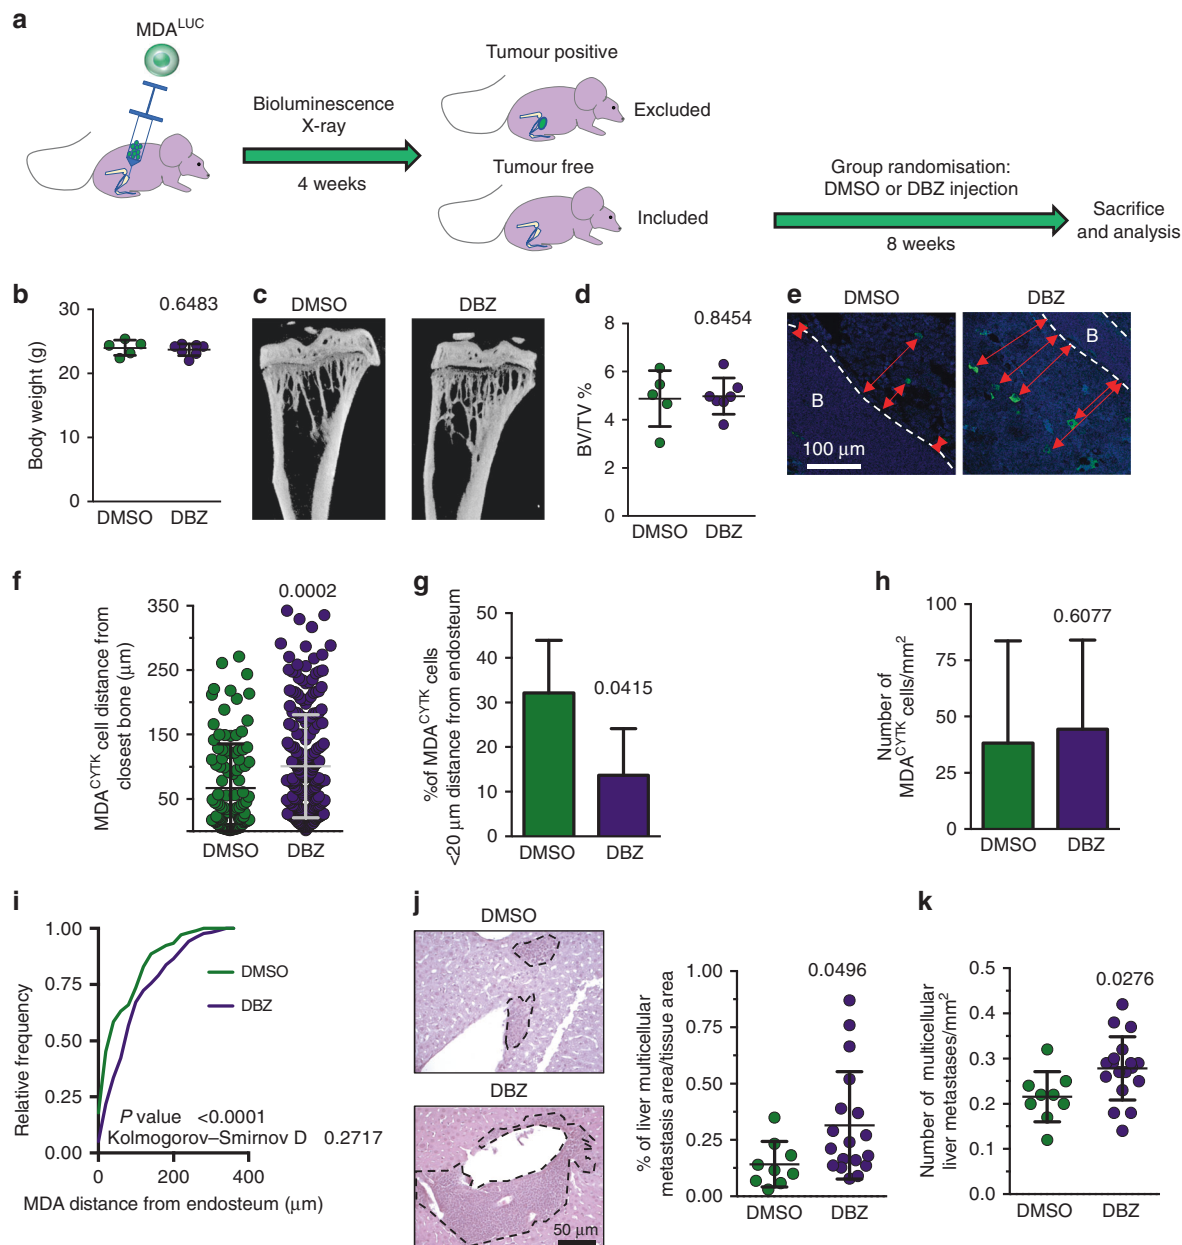 a
MDA^LUC
Bioluminescence
X-ray
4 weeks
Tumour positive
Excluded
Tumour free
Included
Group randomisation:
DMSO or DBZ injection
8 weeks
Sacrifice
and analysis
b
0.6483
Body weight (g)
30
20
10
0
DMSO DBZ
c
DMSO DBZ
d
0.8454
BV/TV %
8
6
4
2
0
DMSO DBZ
e
DMSO DBZ
B
B
100 μm
f
0.0002
MDA^CYTK cell distance from
closest bone (μm)
350
250
150
50
DMSO DBZ
g
%of MDA^CYTK cells
<20 μm distance from endosteum
50
40
30
20
10
0
0.0415
DMSO DBZ
h
Number of
MDA^CYTK cells/mm²
100
75
50
25
0
0.6077
DMSO DBZ
i
Relative frequency
1.00
0.75
0.50
0.25
0.00
DMSO
DBZ
P value <0.0001
Kolmogorov–Smirnov D 0.2717
0 200 400
MDA distance from endosteum (μm)
j
DMSO
DBZ
50 μm
% of liver multicellular
metastasis area/tissue area
1.00
0.75
0.50
0.25
0.00
0.0496
DMSO DBZ
k
Number of multicellular
liver metastases/mm²
0.5
0.4
0.3
0.2
0.1
0.0
0.0276
DMSO DBZ